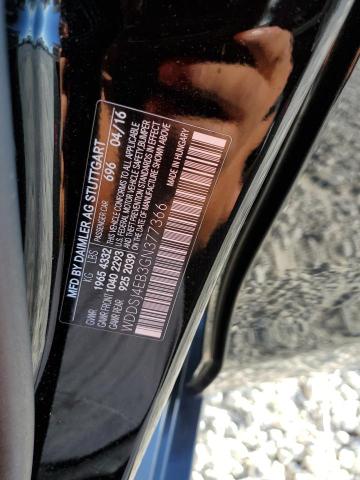 MFD BY DAIMLER AG STUTTGART
PASSENGER CAR 696 04/16
KG LBS
GVWR 1965 4332
GAWR FRONT 1040 2293
GAWR REAR 925 2039
THIS VEHICLE CONFORMS TO ALL APPLICABLE
U.S. FEDERAL MOTOR VEHICLE SAFETY, BUMPER
AND THEFT PREVENTION STANDARDS IN EFFECT
ON THE DATE OF MANUFACTURE SHOWN ABOVE
WDDSJ4EB3GN377366
MADE IN HUNGARY